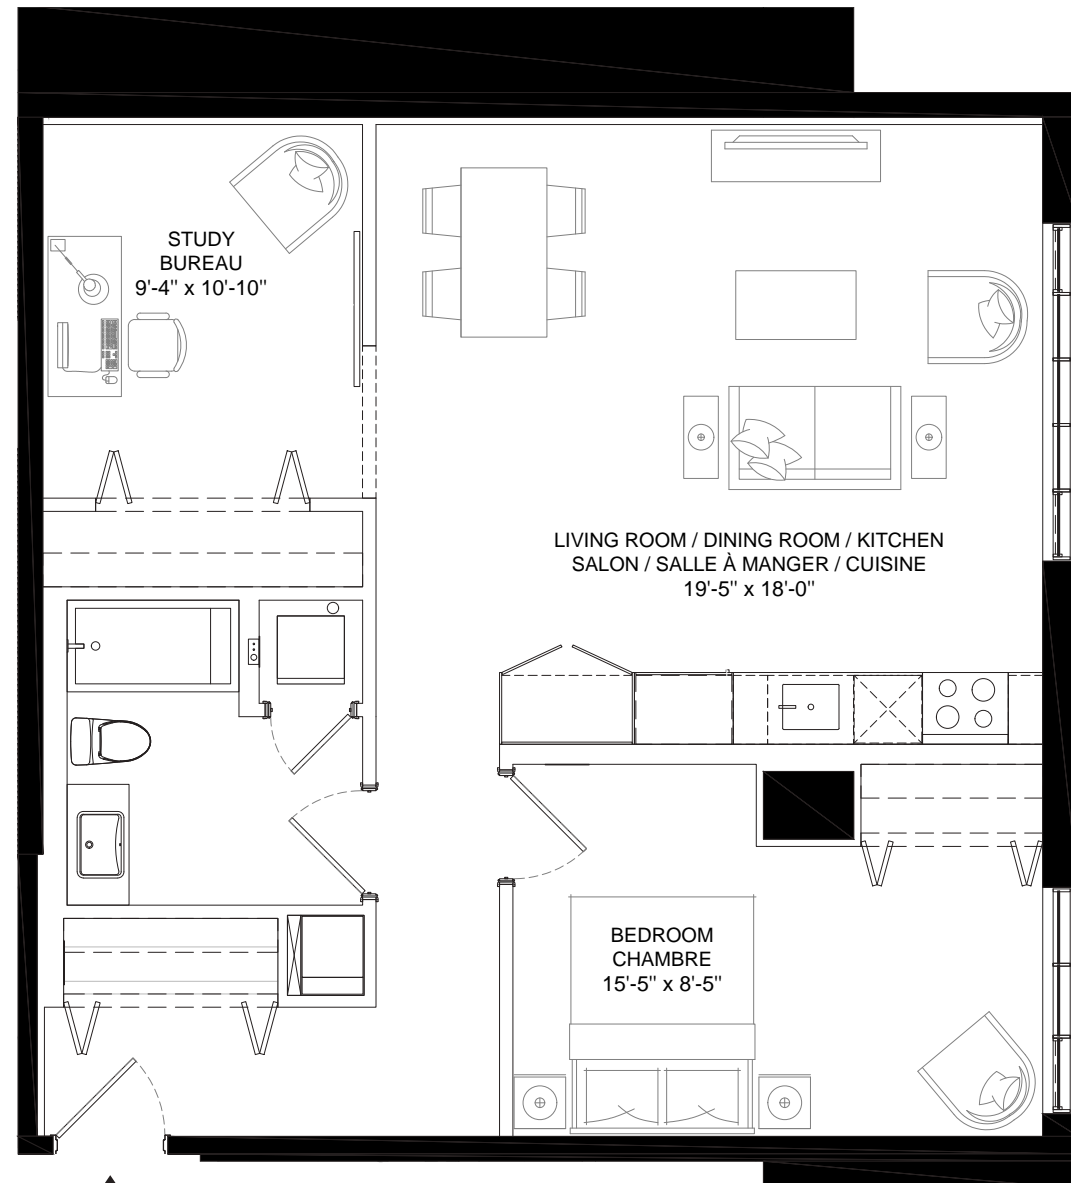 STUDY
BUREAU
9'-4" x 10'-10"
LIVING ROOM / DINING ROOM / KITCHEN
SALON / SALLE À MANGER / CUISINE
19'-5" x 18'-0"
BEDROOM
CHAMBRE
15'-5" x 8'-5"